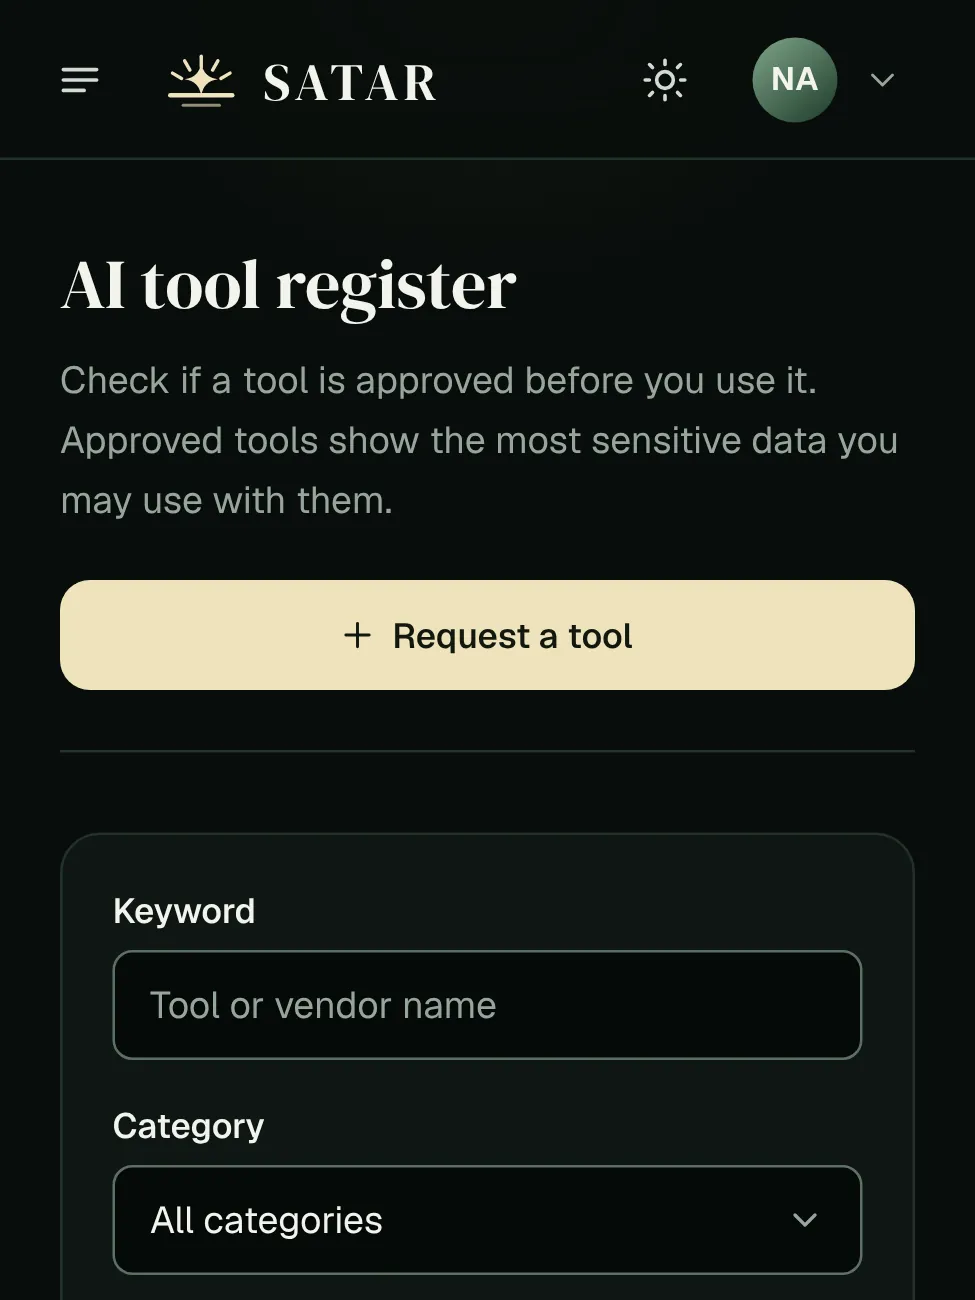 SATAR
NA
AI tool register
Check if a tool is approved before you use it.
Approved tools show the most sensitive data you
may use with them.
Request a tool
Keyword
Tool or vendor name
Category
All categories